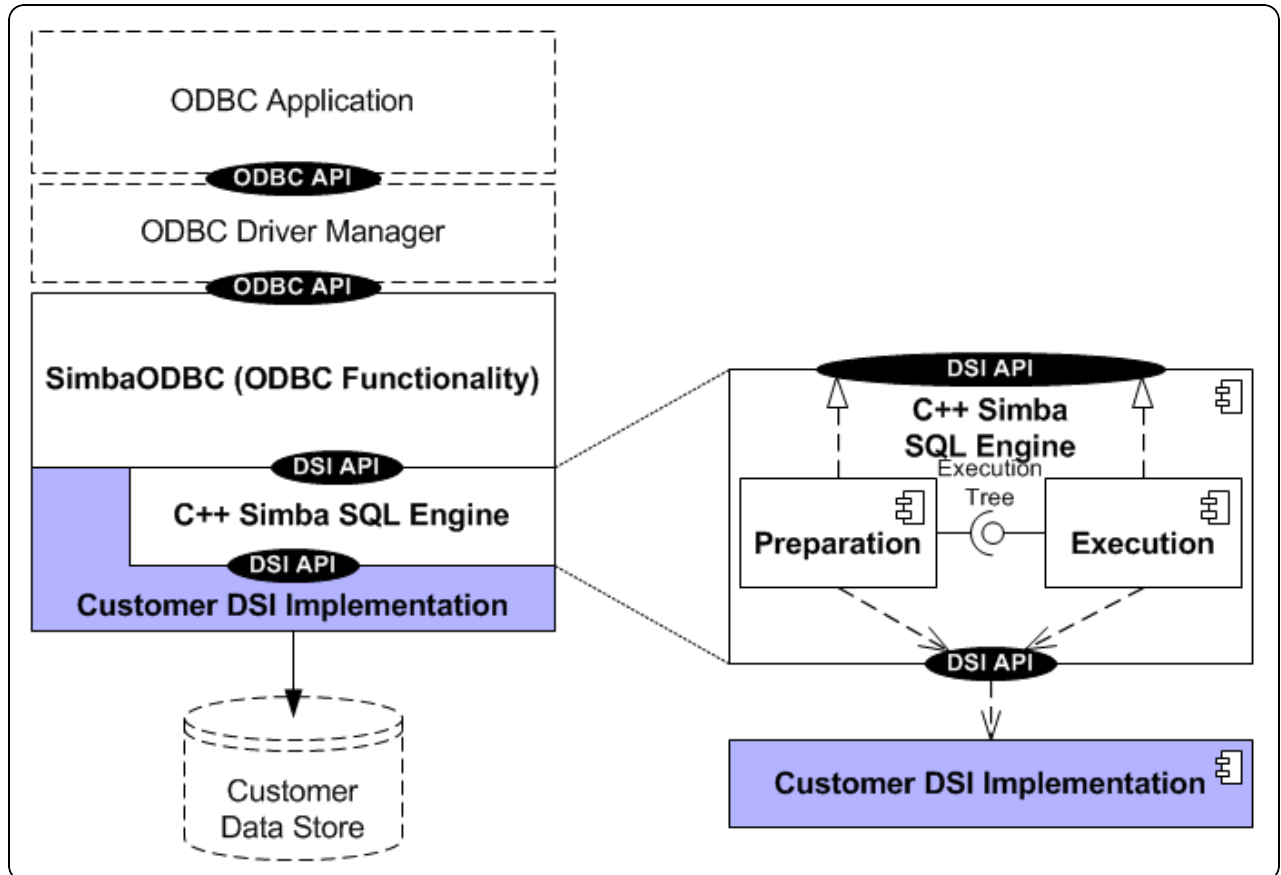 ODBC Application
ODBC API
ODBC Driver Manager
ODBC API
SimbaODBC (ODBC Functionality)
DSI API
C++ Simba SQL Engine
DSI API
Customer DSI Implementation
Customer
Data Store
DSI API
C++ Simba
SQL Engine
Execution
Tree
Preparation
Execution
DSI API
Customer DSI Implementation